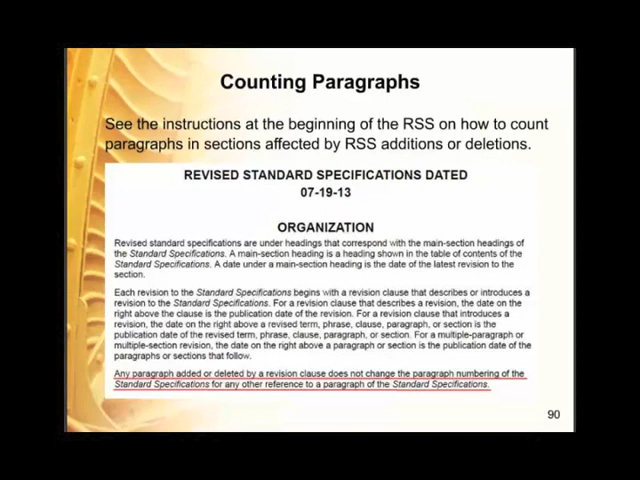 Counting Paragraphs
See the instructions at the beginning of the RSS on how to count
paragraphs in sections affected by RSS additions or deletions.
REVISED STANDARD SPECIFICATIONS DATED
07-19-13
ORGANIZATION
Revised standard specifications are under headings that correspond with the main-section headings of
the Standard Specifications. A main-section heading is a heading shown in the table of contents of the
Standard Specifications. A date under a main-section heading is the date of the latest revision to the
section.
Each revision to the Standard Specifications begins with a revision clause that describes or introduces a
revision to the Standard Specifications. For a revision clause that describes a revision, the date on the
right above the clause is the publication date of the revision. For a revision clause that introduces a
revision, the date on the right above a revised term, phrase, clause, paragraph, or section is the
publication date of the revised term, phrase, clause, paragraph, or section. For a multiple-paragraph or
multiple-section revision, the date on the right above a paragraph or section is the publication date of the
paragraphs or sections that follow.
Any paragraph added or deleted by a revision clause does not change the paragraph numbering of the
Standard Specifications for any other reference to a paragraph of the Standard Specifications.
90